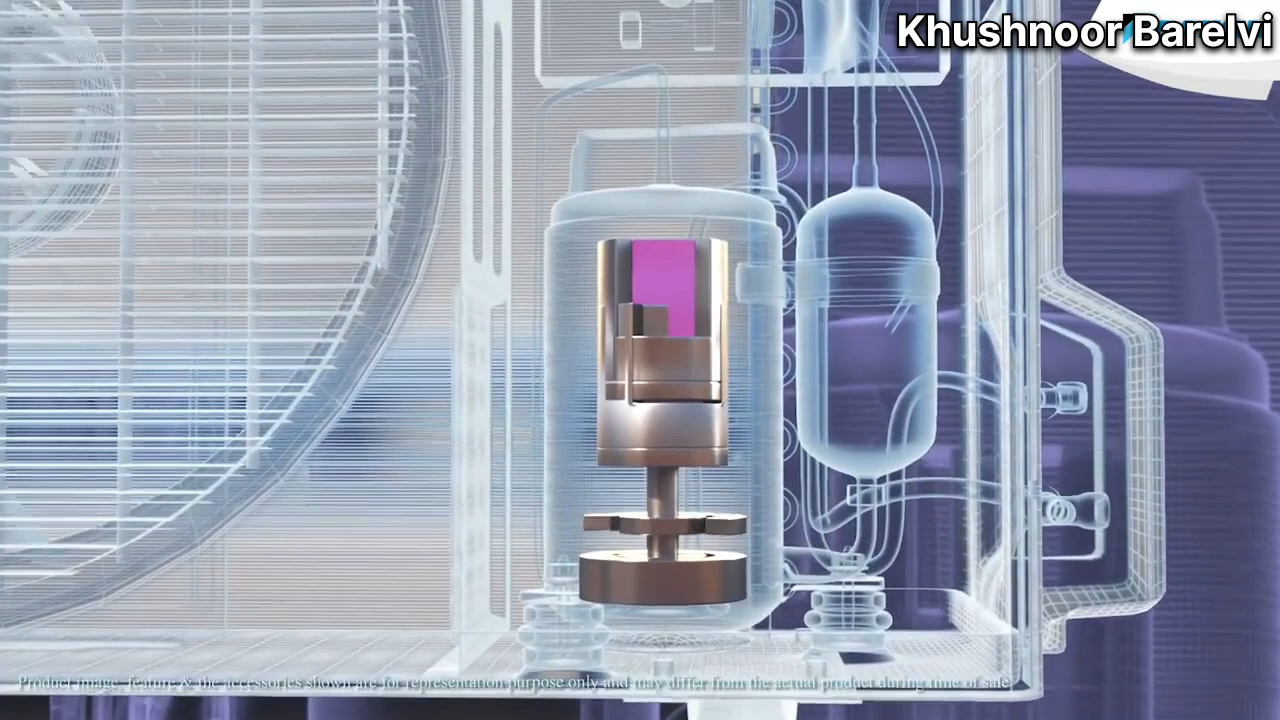 Khushnoor Barelvi
Product image, feature & the accessories shown are for representation purpose only and may differ from the actual product during time of sale